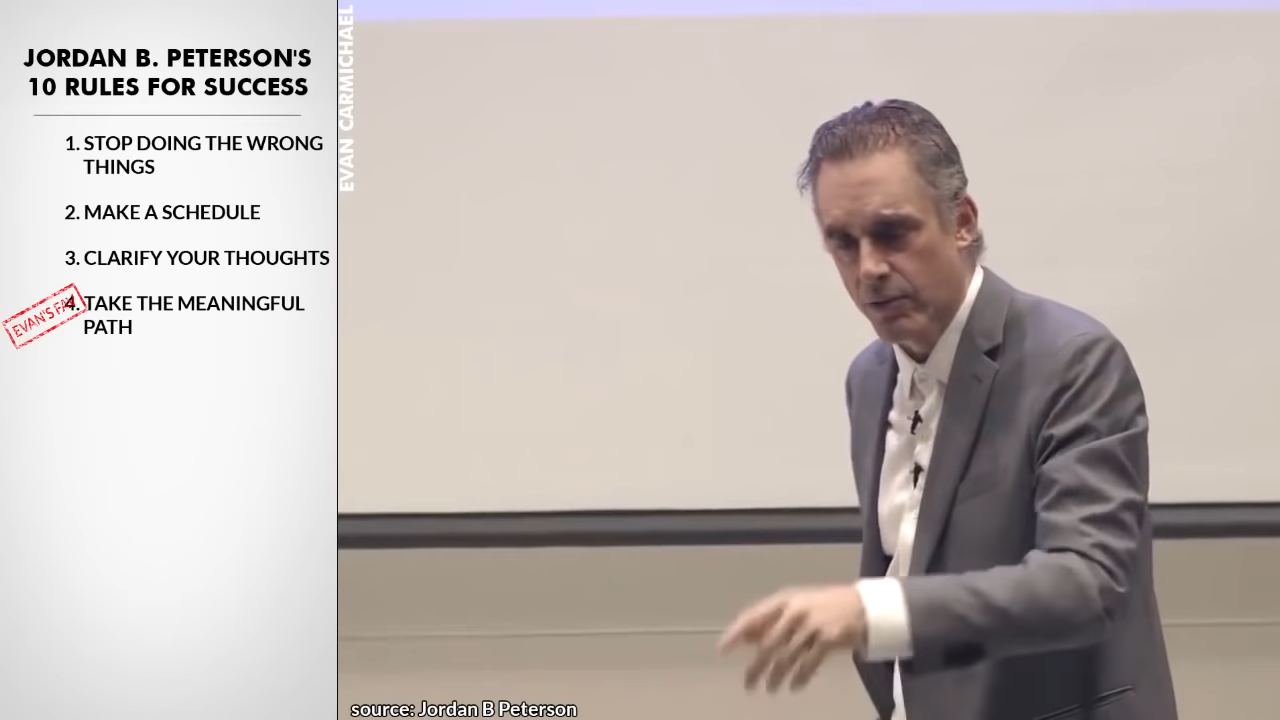 JORDAN B. PETERSON'S
10 RULES FOR SUCCESS
1. STOP DOING THE WRONG
THINGS
2. MAKE A SCHEDULE
3. CLARIFY YOUR THOUGHTS
4. TAKE THE MEANINGFUL
PATH
EVAN'S
EVAN CARMICHAEL
source: Jordan B Peterson